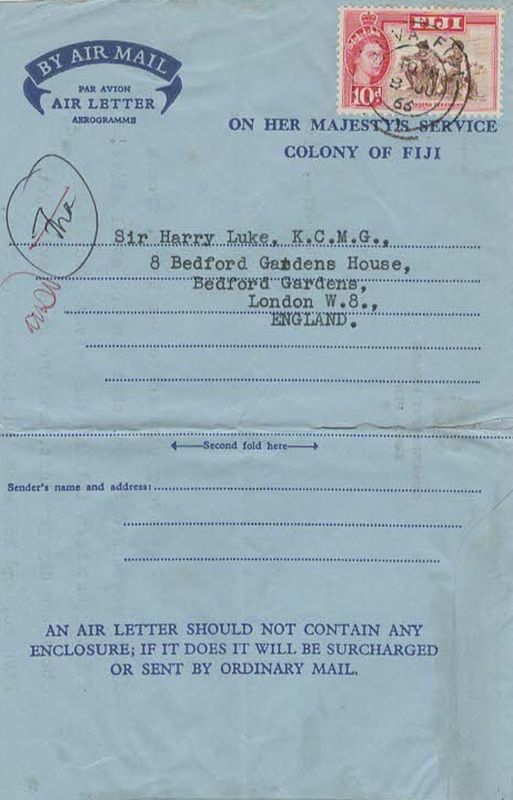 BY AIR MAIL
PAR AVION
AIR LETTER
AEROGRAMME
FIJI
10d
ON HER MAJESTY'S SERVICE
COLONY OF FIJI
Sir Harry Luke, K.C.M.G.,
8 Bedford Gardens House,
Bedford Gardens,
London W.8.,
ENGLAND.
Second fold here
Sender's name and address:
AN AIR LETTER SHOULD NOT CONTAIN ANY
ENCLOSURE; IF IT DOES IT WILL BE SURCHARGED
OR SENT BY ORDINARY MAIL.